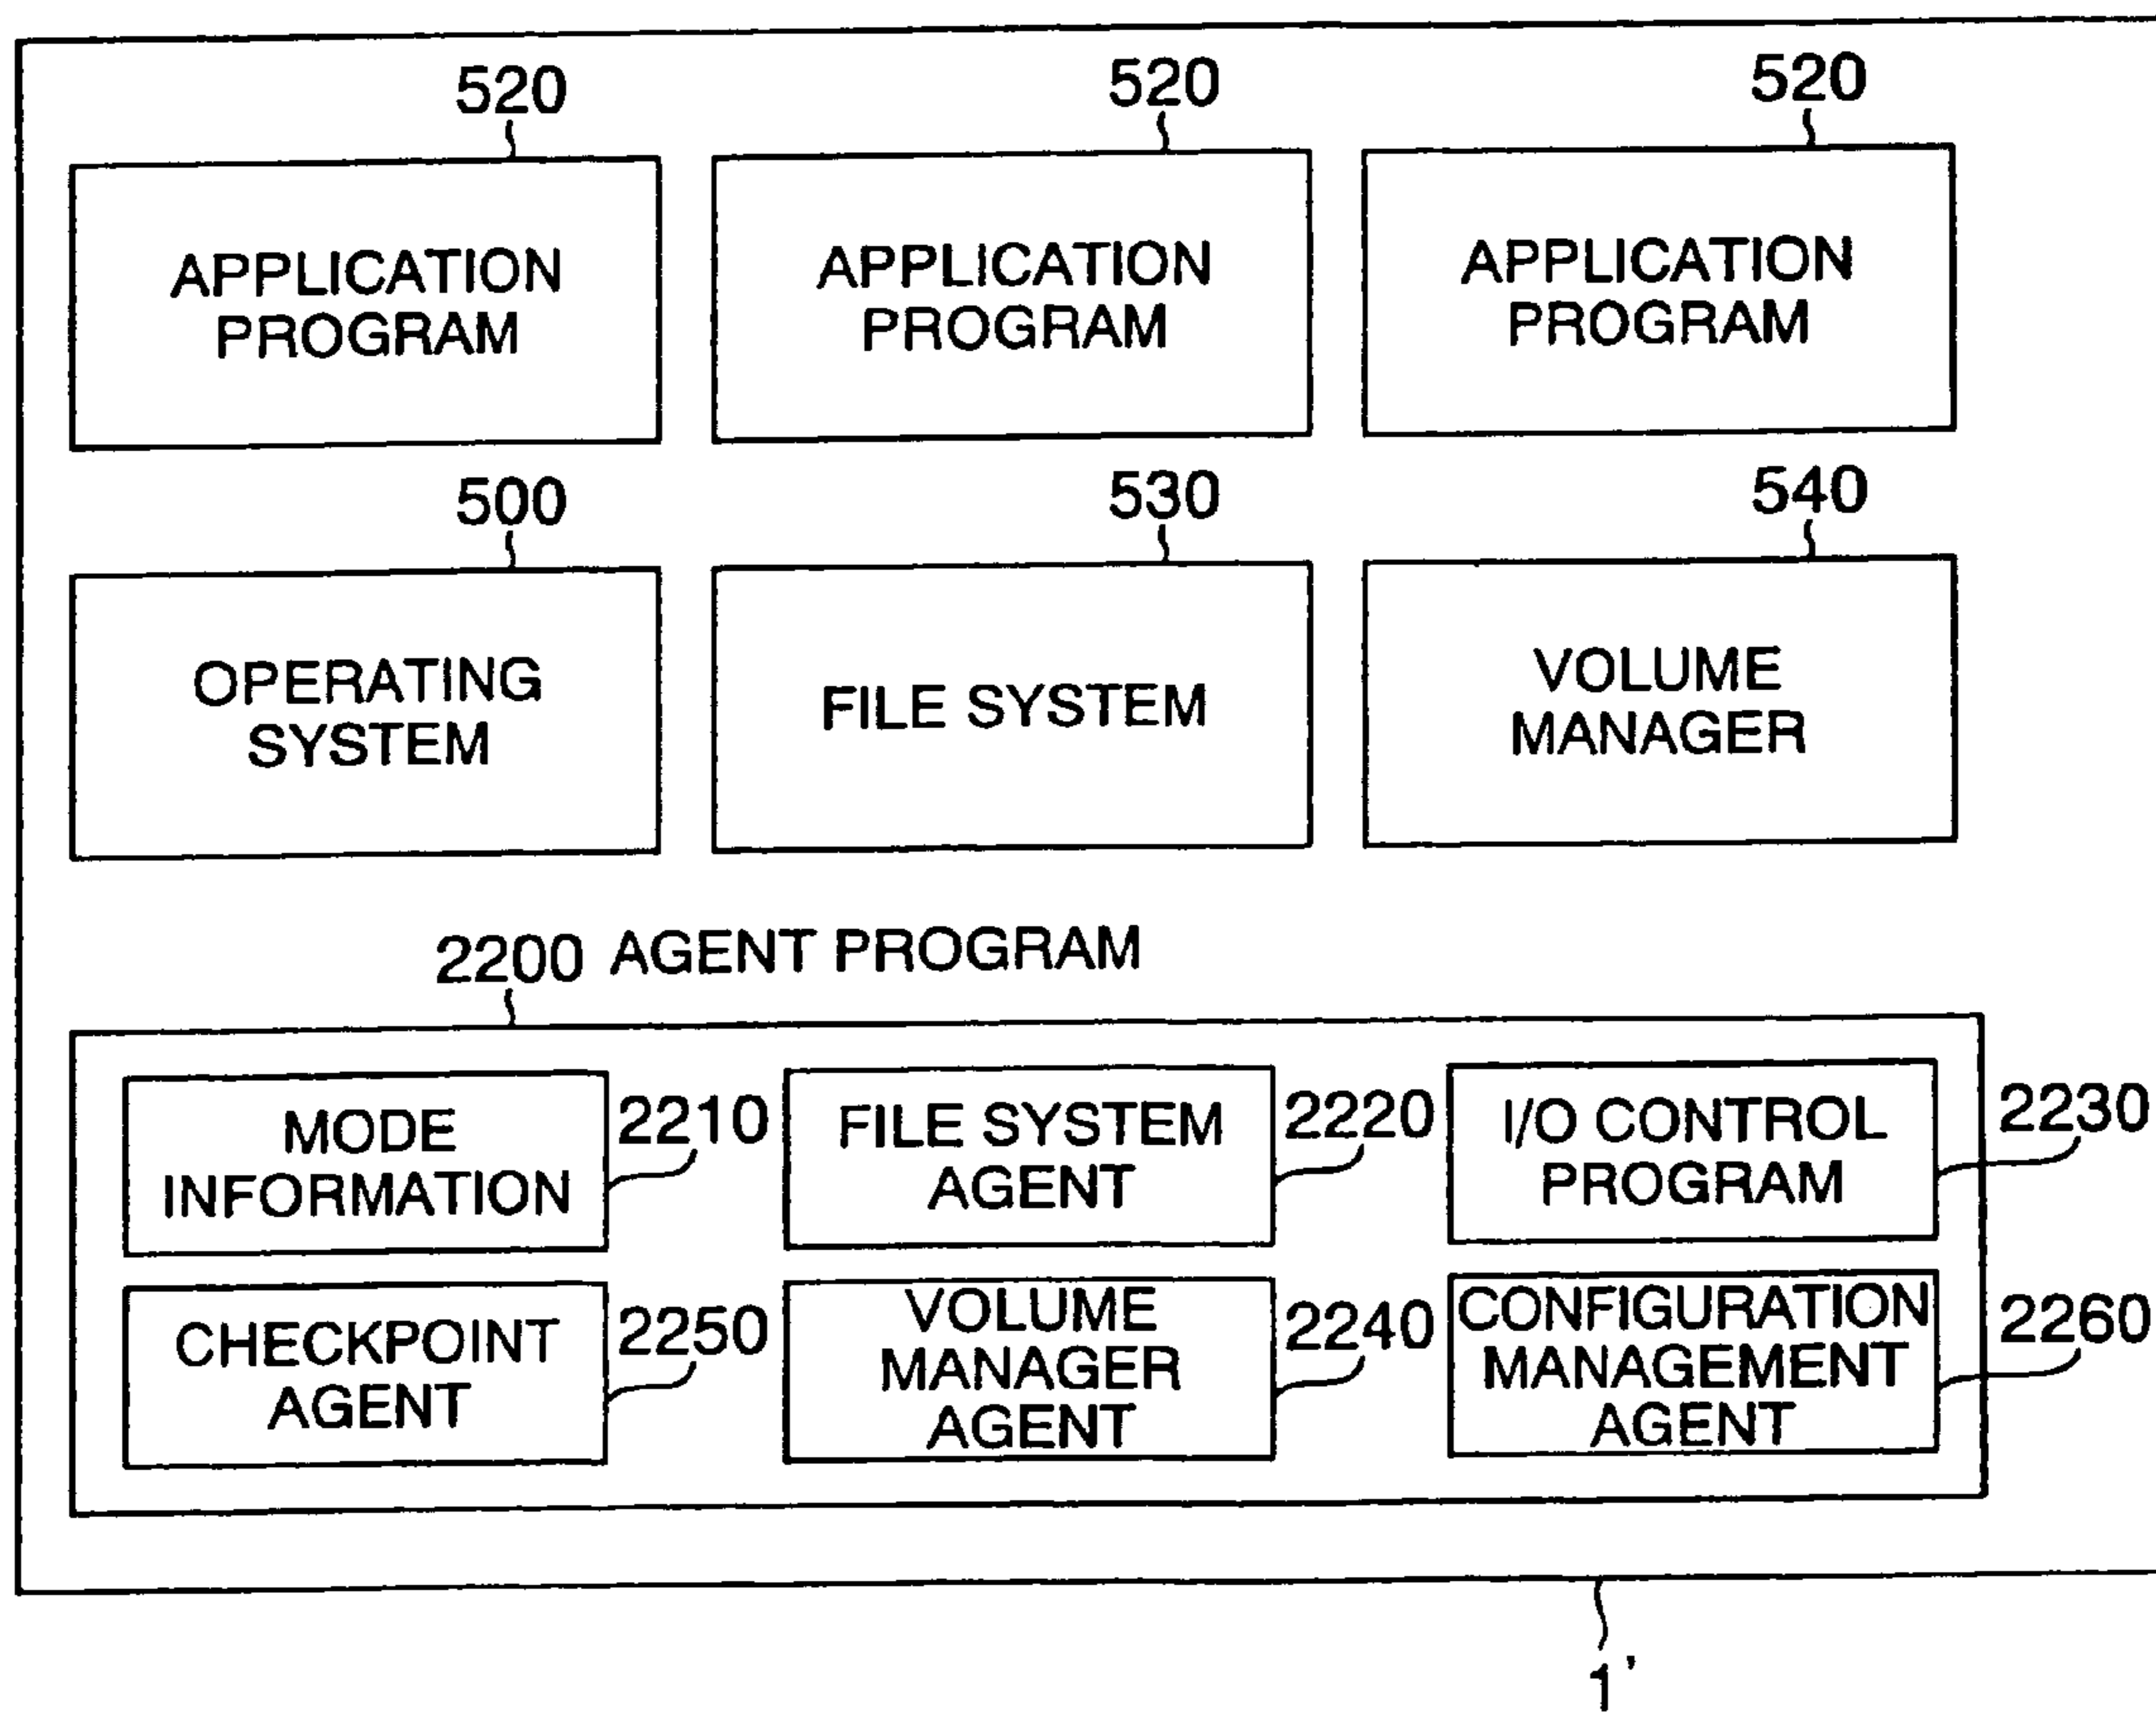 520
520
520
APPLICATION
PROGRAM
APPLICATION
PROGRAM
APPLICATION
PROGRAM
500
530
540
OPERATING
SYSTEM
FILE SYSTEM
VOLUME
MANAGER
2200 AGENT PROGRAM
MODE
INFORMATION
2210
FILE SYSTEM
AGENT
2220
I/O CONTROL
PROGRAM
2230
CHECKPOINT
AGENT
2250
VOLUME
MANAGER
AGENT
2240
CONFIGURATION
MANAGEMENT
AGENT
2260
1'